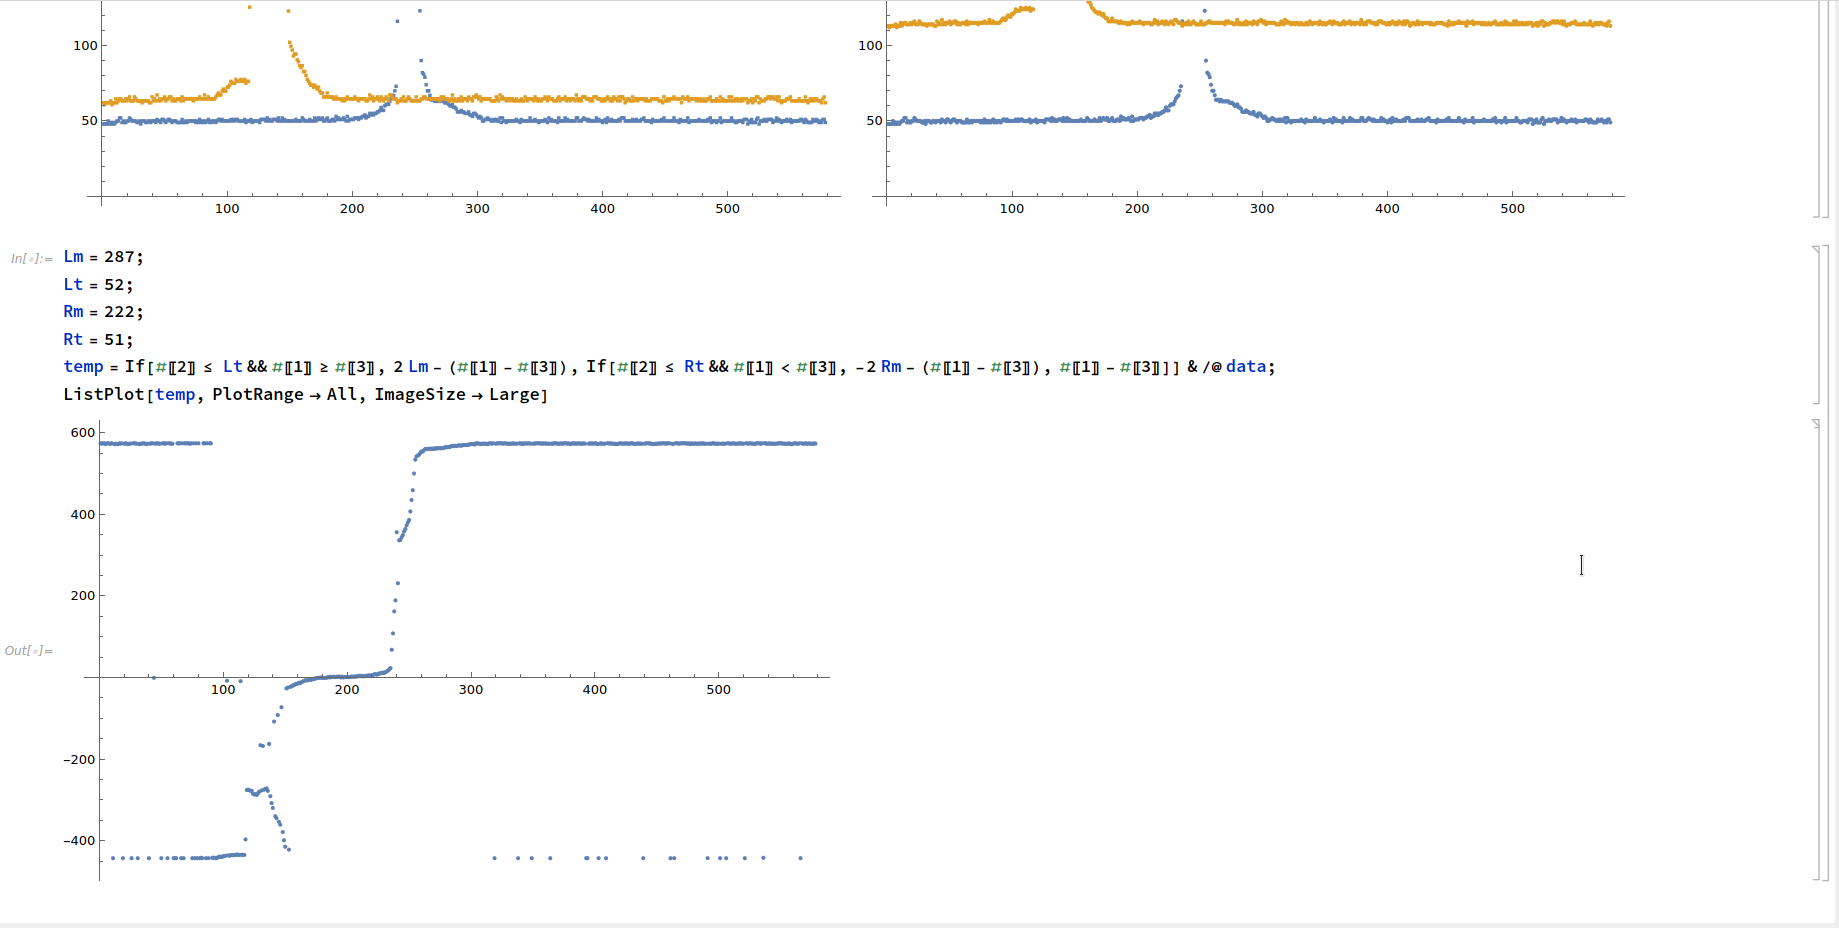 100
50
100 200 300 400 500
100
50
100 200 300 400 500
In[•]:=
Lm = 287;
Lt = 52;
Rm = 222;
Rt = 51;
temp = If[#〚2〛 ≤ Lt && #〚1〛 ≥ #〚3〛, 2 Lm - (#〚1〛 - #〚3〛), If[#〚2〛 ≤ Rt && #〚1〛 < #〚3〛, -2 Rm - (#〚1〛 - #〚3〛), #〚1〛 - #〚3〛]] & /@ data;
ListPlot[temp, PlotRange → All, ImageSize → Large]
Out[•]=
600
400
200
100 200 300 400 500
-200
-400